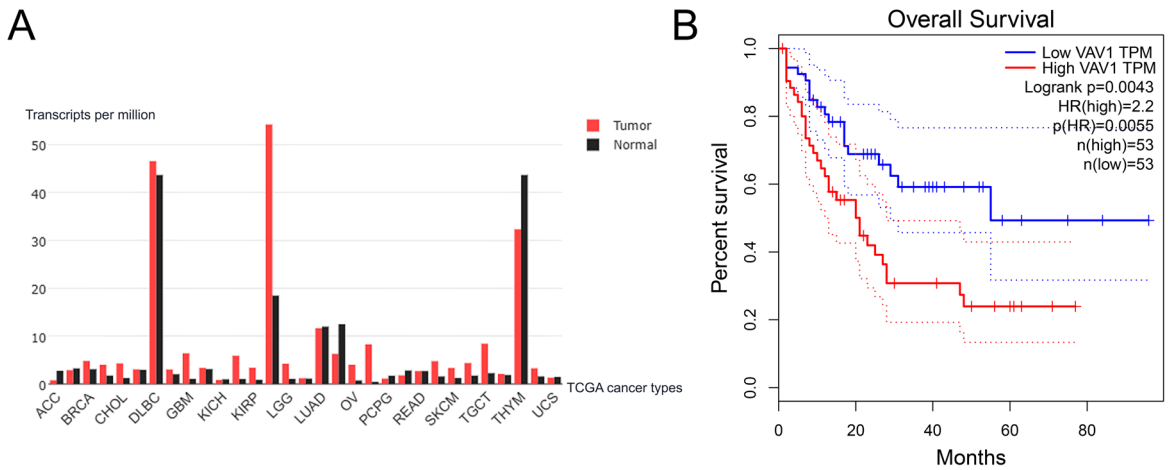 A
Transcripts per million
Tumor
Normal
50
40
30
20
10
0
TCGA cancer types
ACC
BRCA
CHOL
DLBC
GBM
KICH
KIRP
LGG
LUAD
OV
PCPG
READ
SKCM
TGCT
THYM
UCS
B
Overall Survival
Low VAV1 TPM
High VAV1 TPM
Logrank p=0.0043
HR(high)=2.2
p(HR)=0.0055
n(high)=53
n(low)=53
Percent survival
1.0
0.8
0.6
0.4
0.2
0.0
0 20 40 60 80
Months